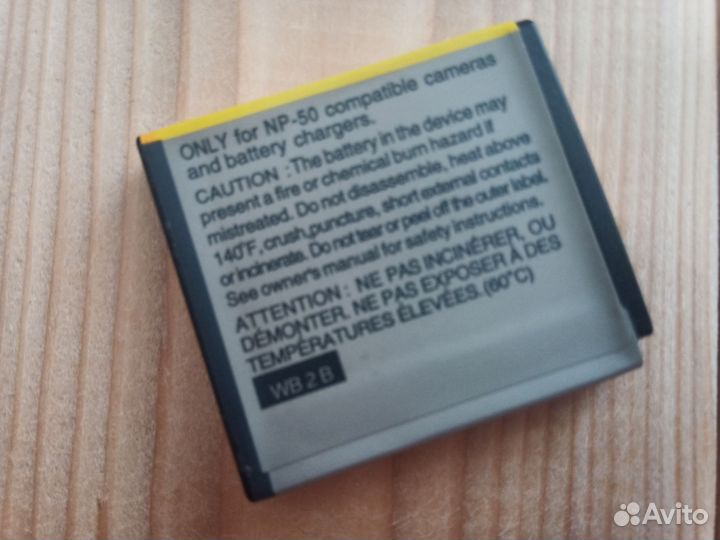 ONLY for NP-50 compatible cameras
and battery chargers.
CAUTION : The battery in the device may
present a fire or chemical burn hazard if
mistreated. Do not disassemble, heat above
140°F, crush, puncture, short external contacts
or incinerate. Do not tear or peel off the outer label.
See owner's manual for safety instructions.
ATTENTION : NE PAS INCINÉRER, OU
DÉMONTER. NE PAS EXPOSER À DES
TEMPÉRATURES ÉLEVÉES. (60°C)
WB 2 B
Avito